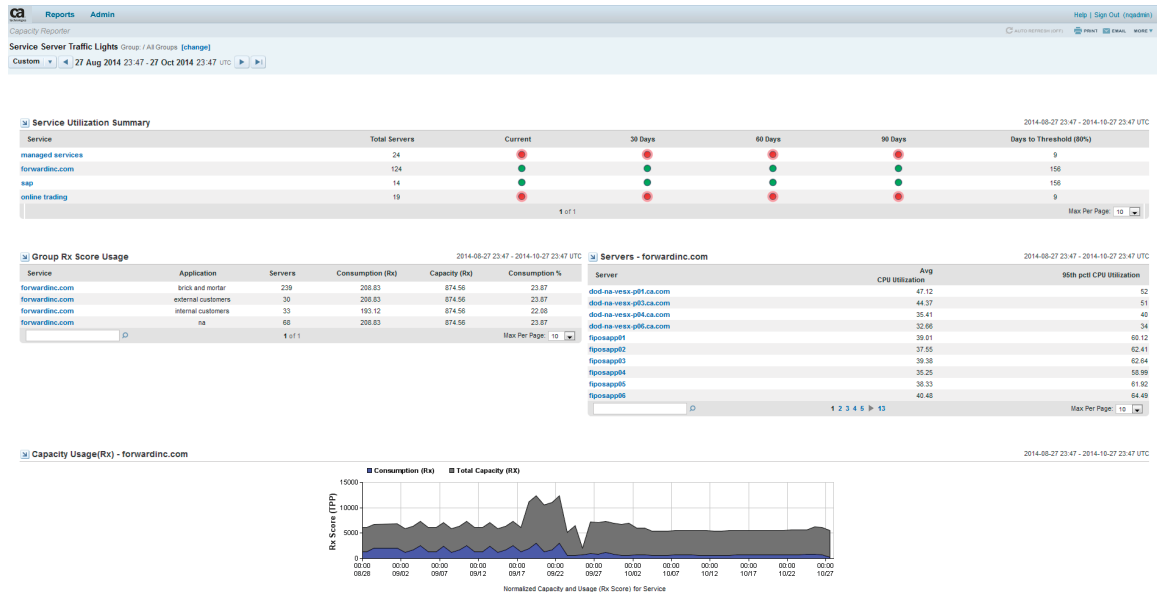 ca
technologies
Reports Admin
Help | Sign Out (nqadmin)
Capacity Reporter
AUTO REFRESH (OFF) PRINT EMAIL MORE
Service Server Traffic Lights Group: / All Groups [change]
Custom 27 Aug 2014 23:47 - 27 Oct 2014 23:47 UTC
Service Utilization Summary 2014-08-27 23:47 - 2014-10-27 23:47 UTC
Service Total Servers Current 30 Days 60 Days 90 Days Days to Threshold (80%)
managed services 24 9
forwardinc.com 124 156
sap 14 156
online trading 19 9
1 of 1 Max Per Page: 10
Group Rx Score Usage 2014-08-27 23:47 - 2014-10-27 23:47 UTC
Service Application Servers Consumption (Rx) Capacity (Rx) Consumption %
forwardinc.com brick and mortar 239 208.83 874.56 23.87
forwardinc.com external customers 30 208.83 874.56 23.87
forwardinc.com internal customers 33 193.12 874.56 22.08
forwardinc.com na 68 208.83 874.56 23.87
1 of 1 Max Per Page: 10
Servers - forwardinc.com 2014-08-27 23:47 - 2014-10-27 23:47 UTC
Server Avg CPU Utilization 95th pctl CPU Utilization
dod-na-vesx-p01.ca.com 47.12 52
dod-na-vesx-p03.ca.com 44.37 51
dod-na-vesx-p04.ca.com 35.41 40
dod-na-vesx-p06.ca.com 32.66 34
fiposapp01 39.01 60.12
fiposapp02 37.55 62.41
fiposapp03 39.38 62.64
fiposapp04 35.25 58.99
fiposapp05 38.33 61.92
fiposapp06 40.48 64.49
1 2 3 4 5 13 Max Per Page: 10
Capacity Usage(Rx) - forwardinc.com 2014-08-27 23:47 - 2014-10-27 23:47 UTC
Consumption (Rx) Total Capacity (RX)
Rx Score (TPP)
15000
10000
5000
0
00:00 00:00 00:00 00:00 00:00 00:00 00:00 00:00 00:00 00:00 00:00 00:00 00:00
08/28 09/02 09/07 09/12 09/17 09/22 09/27 10/02 10/07 10/12 10/17 10/22 10/27
Normalized Capacity and Usage (Rx Score) for Service